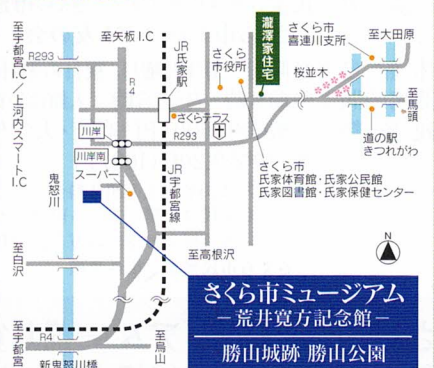 至宇都宮I.C／上河内スマートI.C
R293
至矢板I.C
R4
JR氏家駅
さくら市役所
瀧澤家住宅
さくら市
喜連川支所
至大田原
桜並木
至馬頭
さくらテラス
川岸
R293
川岸南
道の駅
きつれがわ
スーパー
鬼怒川
JR宇都宮線
さくら市
氏家体育館・氏家公民館
氏家図書館・氏家保健センター
至白沢
至高根沢
N
さくら市ミュージアム
－荒井寛方記念館－
勝山城跡 勝山公園
至宇都宮
R4
新鬼怒川橋
至烏山